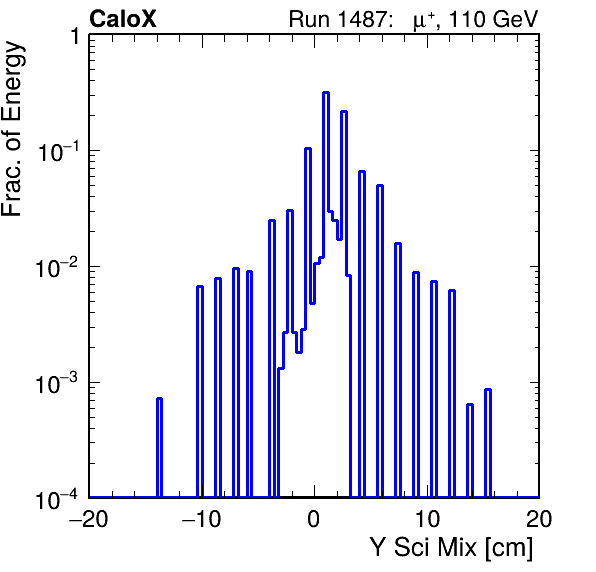 CaloX Run 1487: μ⁺, 110 GeV
Frac. of Energy
1
10⁻¹
10⁻²
10⁻³
10⁻⁴
−20 −10 0 10 20
Y Sci Mix [cm]